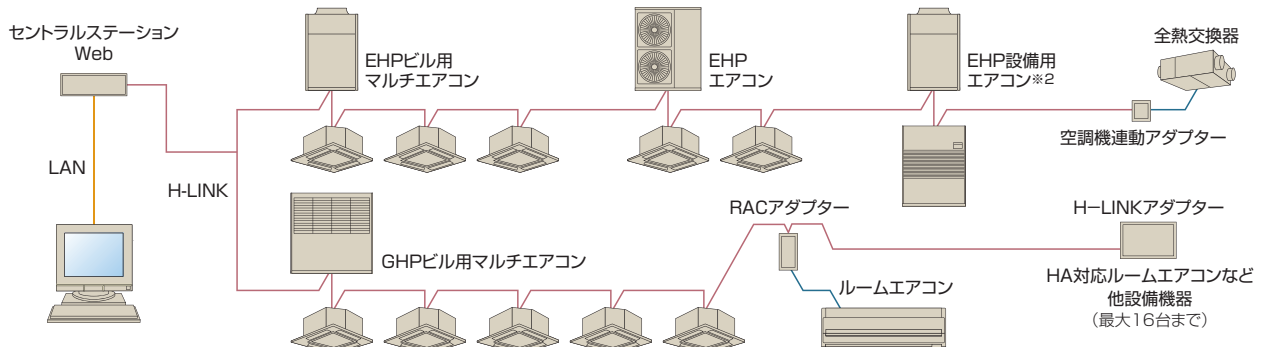 セントラルステーション
Web
LAN
H-LINK
EHPビル用
マルチエアコン
EHP
エアコン
EHP設備用
エアコン※2
全熱交換器
空調機連動アダプター
GHPビル用マルチエアコン
RACアダプター
ルームエアコン
H−LINKアダプター
HA対応ルームエアコンなど
他設備機器
（最大16台まで）